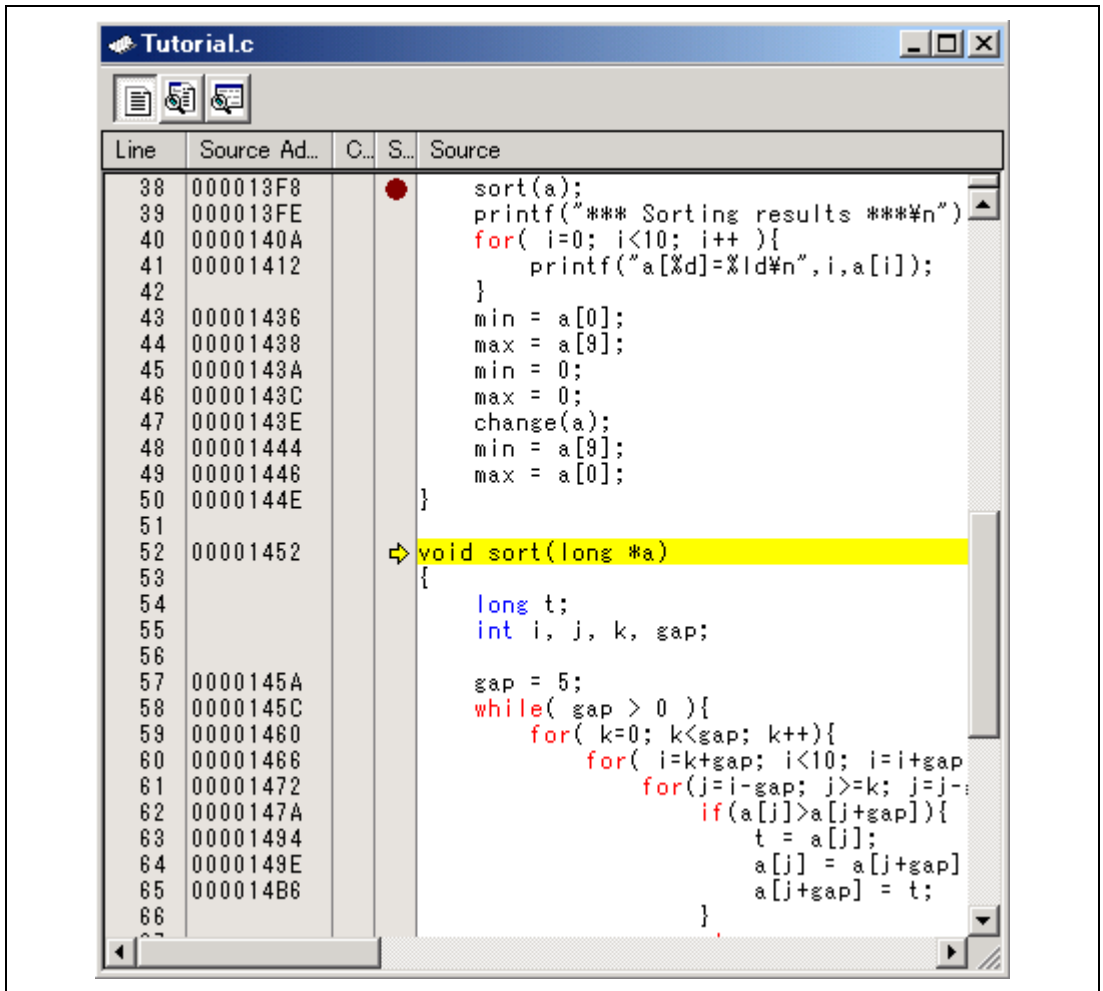 Tutorial.c
Line Source Ad... C... S... Source
38 000013F8 sort(a);
39 000013FE printf("*** Sorting results ***¥n")
40 0000140A for( i=0; i<10; i++ ){
41 00001412 printf("a[%d]=%ld¥n",i,a[i]);
42 }
43 00001436 min = a[0];
44 00001438 max = a[9];
45 0000143A min = 0;
46 0000143C max = 0;
47 0000143E change(a);
48 00001444 min = a[9];
49 00001446 max = a[0];
50 0000144E }
51
52 00001452 void sort(long *a)
53 {
54 long t;
55 int i, j, k, gap;
56
57 0000145A gap = 5;
58 0000145C while( gap > 0 ){
59 00001460 for( k=0; k<gap; k++){
60 00001466 for( i=k+gap; i<10; i=i+gap
61 00001472 for(j=i-gap; j>=k; j=j-
62 0000147A if(a[j]>a[j+gap]){
63 00001494 t = a[j];
64 0000149E a[j] = a[j+gap]
65 000014B6 a[j+gap] = t;
66 }